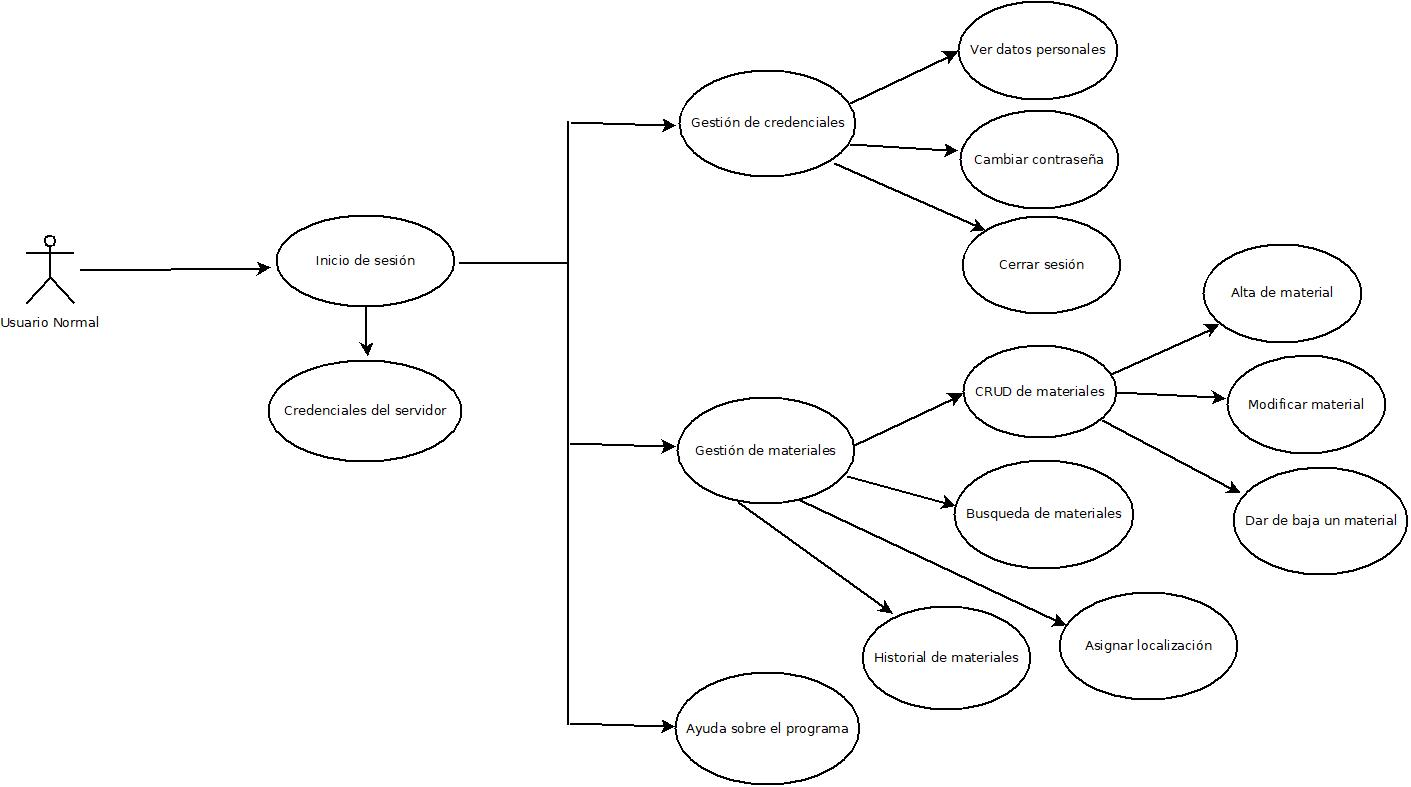 Ver datos personales
Gestión de credenciales
Cambiar contraseña
Cerrar sesión
Inicio de sesión
Usuario Normal
Credenciales del servidor
Alta de material
CRUD de materiales
Modificar material
Gestión de materiales
Busqueda de materiales
Dar de baja un material
Historial de materiales
Asignar localización
Ayuda sobre el programa